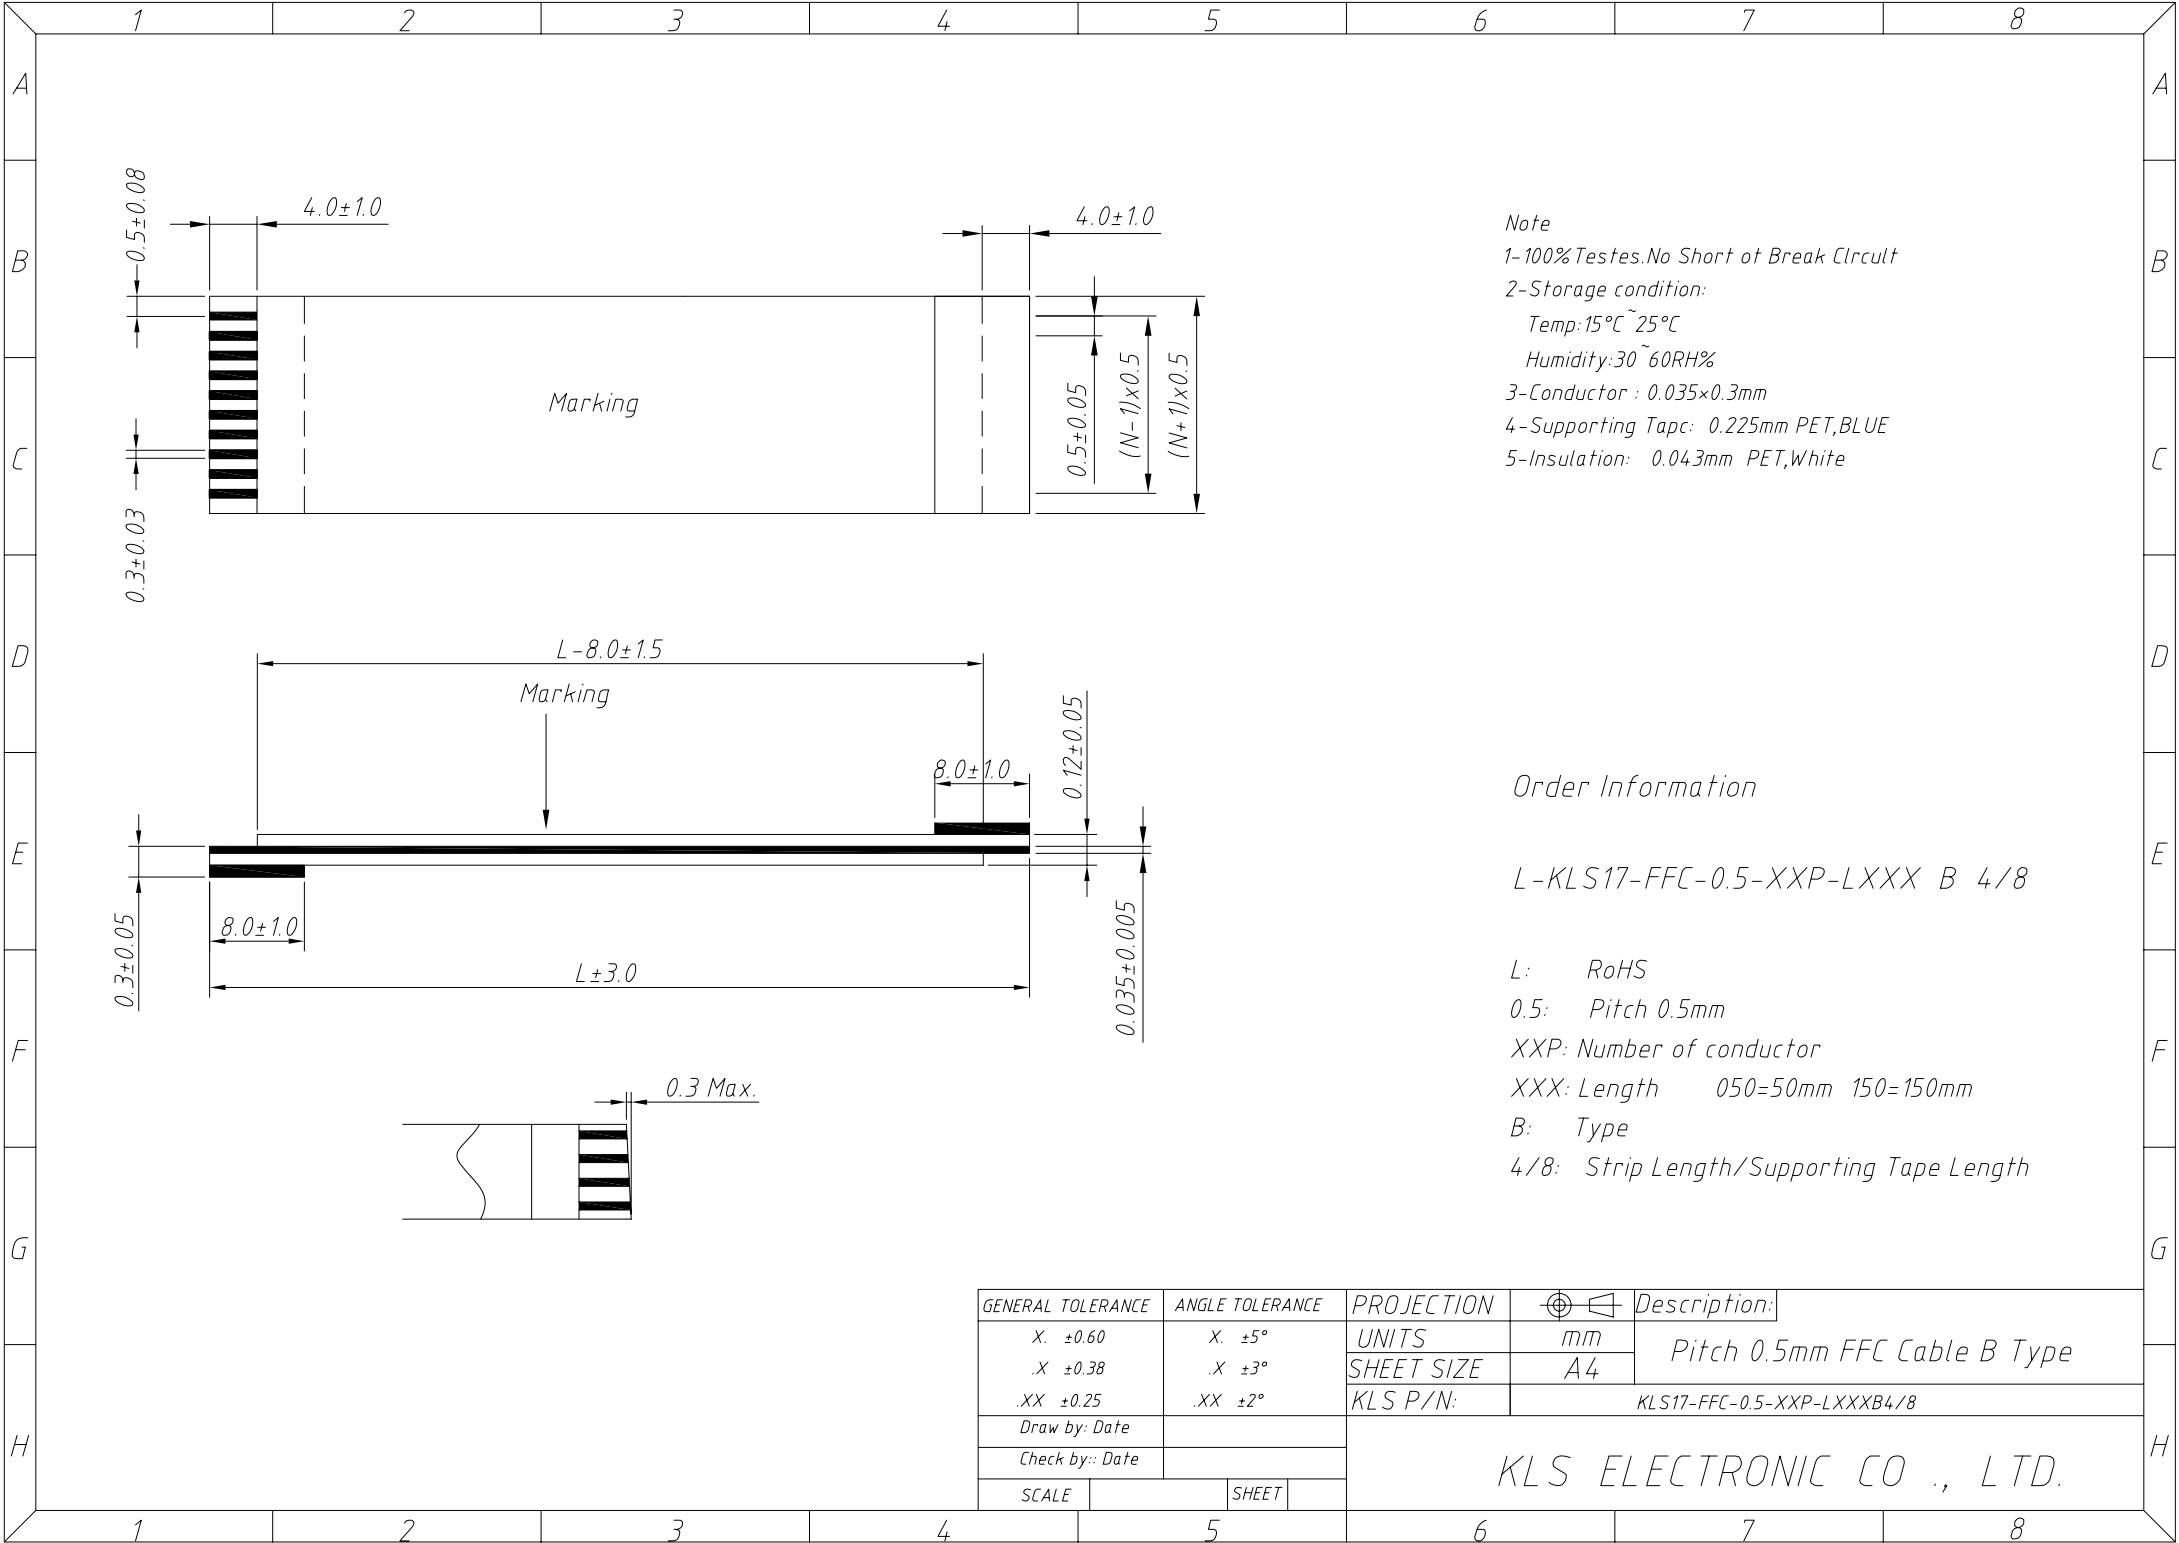 1 2 3 4 5 6 7 8
A A
B B
C C
D D
E E
F F
G G
H H
0.5±0.08
4.0±1.0
4.0±1.0
Marking
0.3±0.03
0.5±0.05
(N-1)x0.5
(N+1)x0.5
Note
1-100%Testes.No Short ot Break CIrcuIt
2-Storage condition:
Temp:15°C~25°C
Humidity:30~60RH%
3-Conductor : 0.035×0.3mm
4-Supporting Tapc: 0.225mm PET,BLUE
5-Insulation: 0.043mm PET,White
L-8.0±1.5
Marking
8.0±1.0
0.12±0.05
0.3±0.05
8.0±1.0
L±3.0
0.035±0.005
0.3 Max.
Order Information
L-KLS17-FFC-0.5-XXP-LXXX B 4/8
L: RoHS
0.5: Pitch 0.5mm
XXP: Number of conductor
XXX: Length 050=50mm 150=150mm
B: Type
4/8: Strip Length/Supporting Tape Length
GENERAL TOLERANCE ANGLE TOLERANCE PROJECTION Description:
X. ±0.60 X. ±5° UNITS mm
Pitch 0.5mm FFC Cable B Type
.X ±0.38 .X ±3° SHEET SIZE A4
.XX ±0.25 .XX ±2° KLS P/N: KLS17-FFC-0.5-XXP-LXXXB4/8
Draw by: Date
Check by:: Date
KLS ELECTRONIC CO ., LTD.
SCALE SHEET
1 2 3 4 5 6 7 8